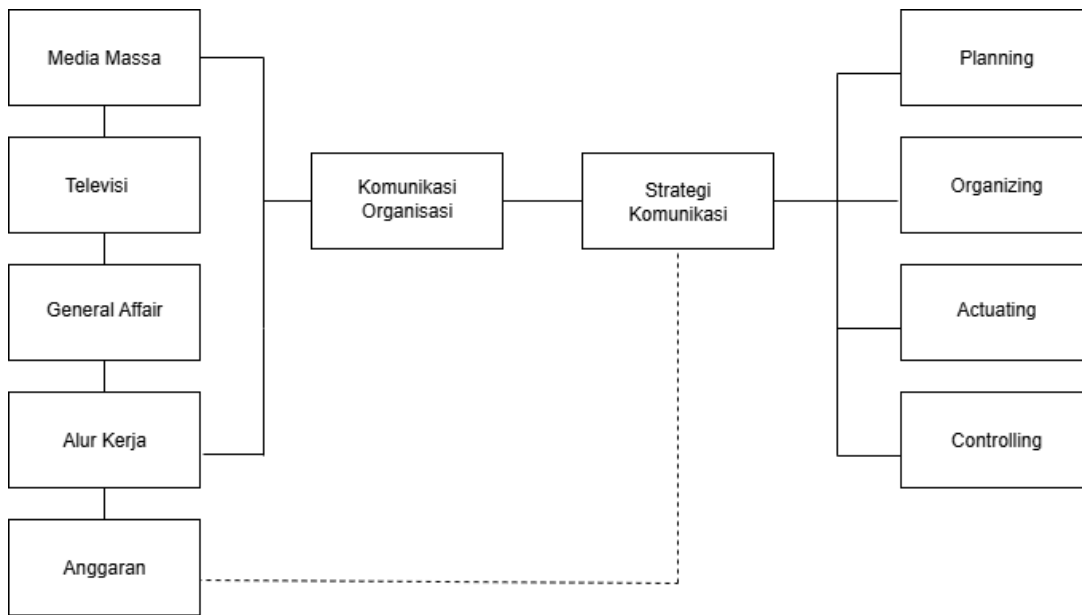 Media Massa
Televisi
General Affair
Alur Kerja
Anggaran
Komunikasi
Organisasi
Strategi
Komunikasi
Planning
Organizing
Actuating
Controlling